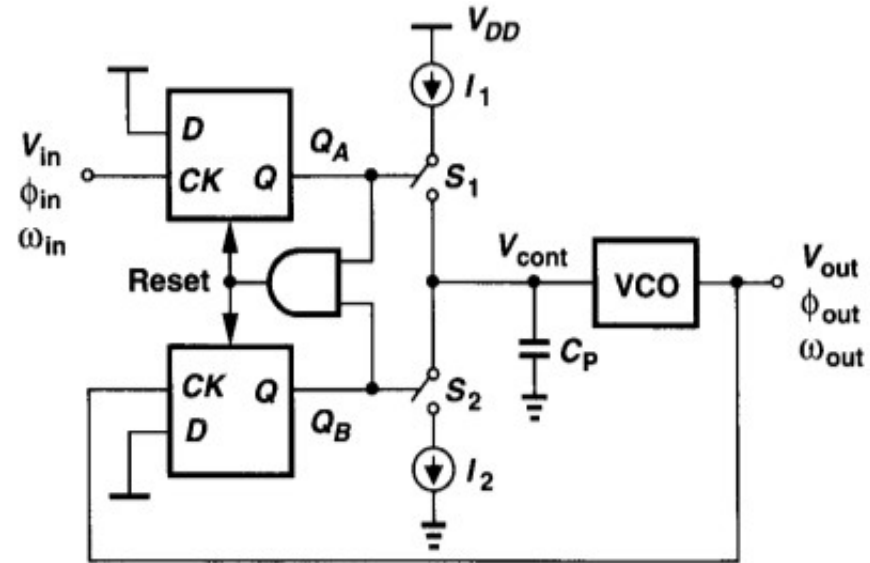 V_DD
I_1
D
Q_A
V_in
CK
Q
S_1
ϕ_in
ω_in
V_cont
Reset
VCO
V_out
ϕ_out
C_P
ω_out
CK
Q
S_2
D
Q_B
I_2